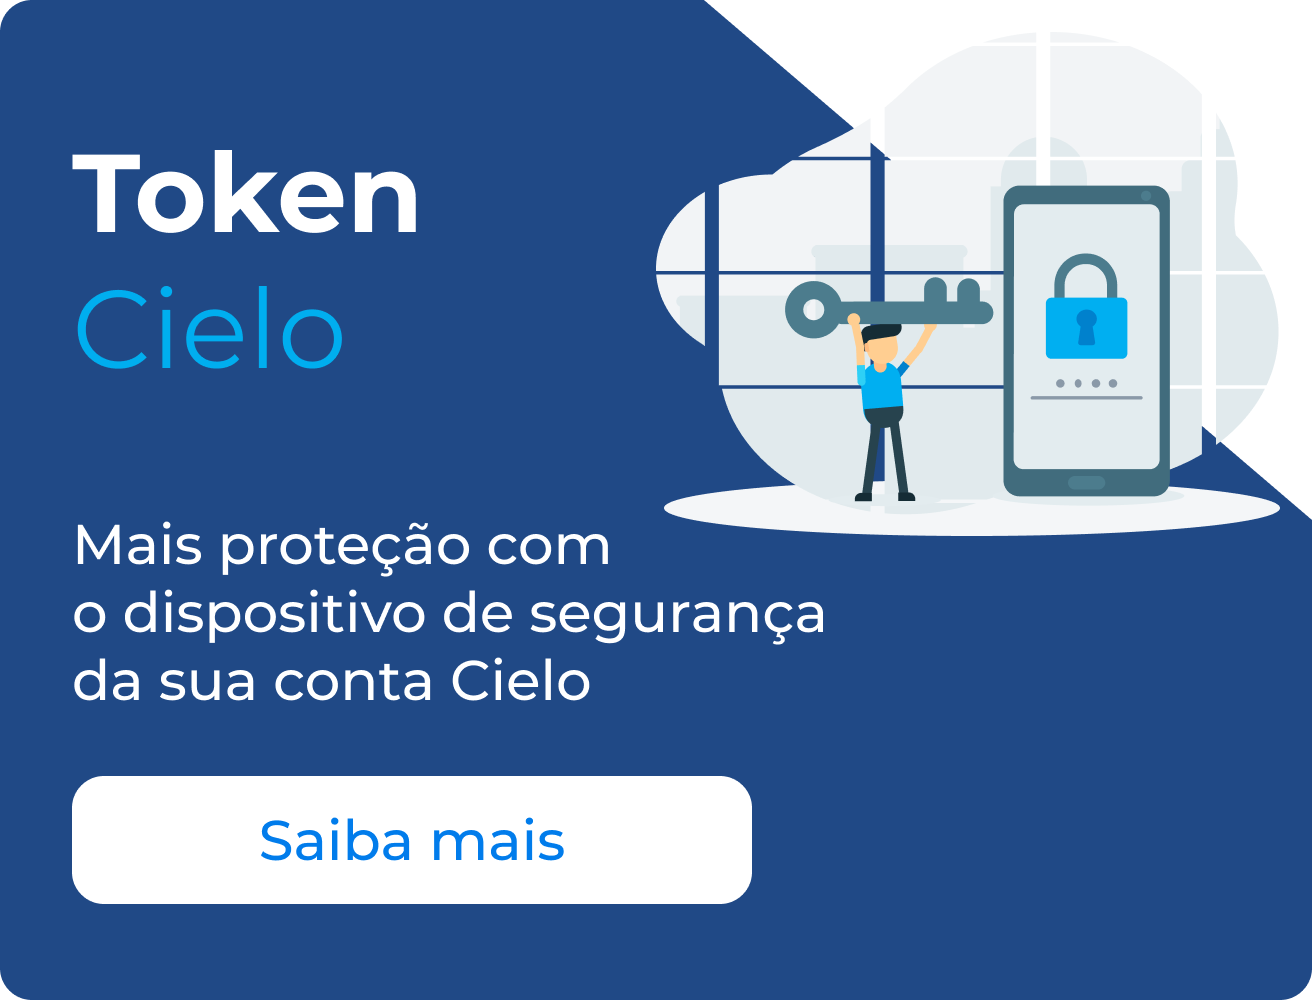 Token
Cielo
Mais proteção com
o dispositivo de segurança
da sua conta Cielo
Saiba mais